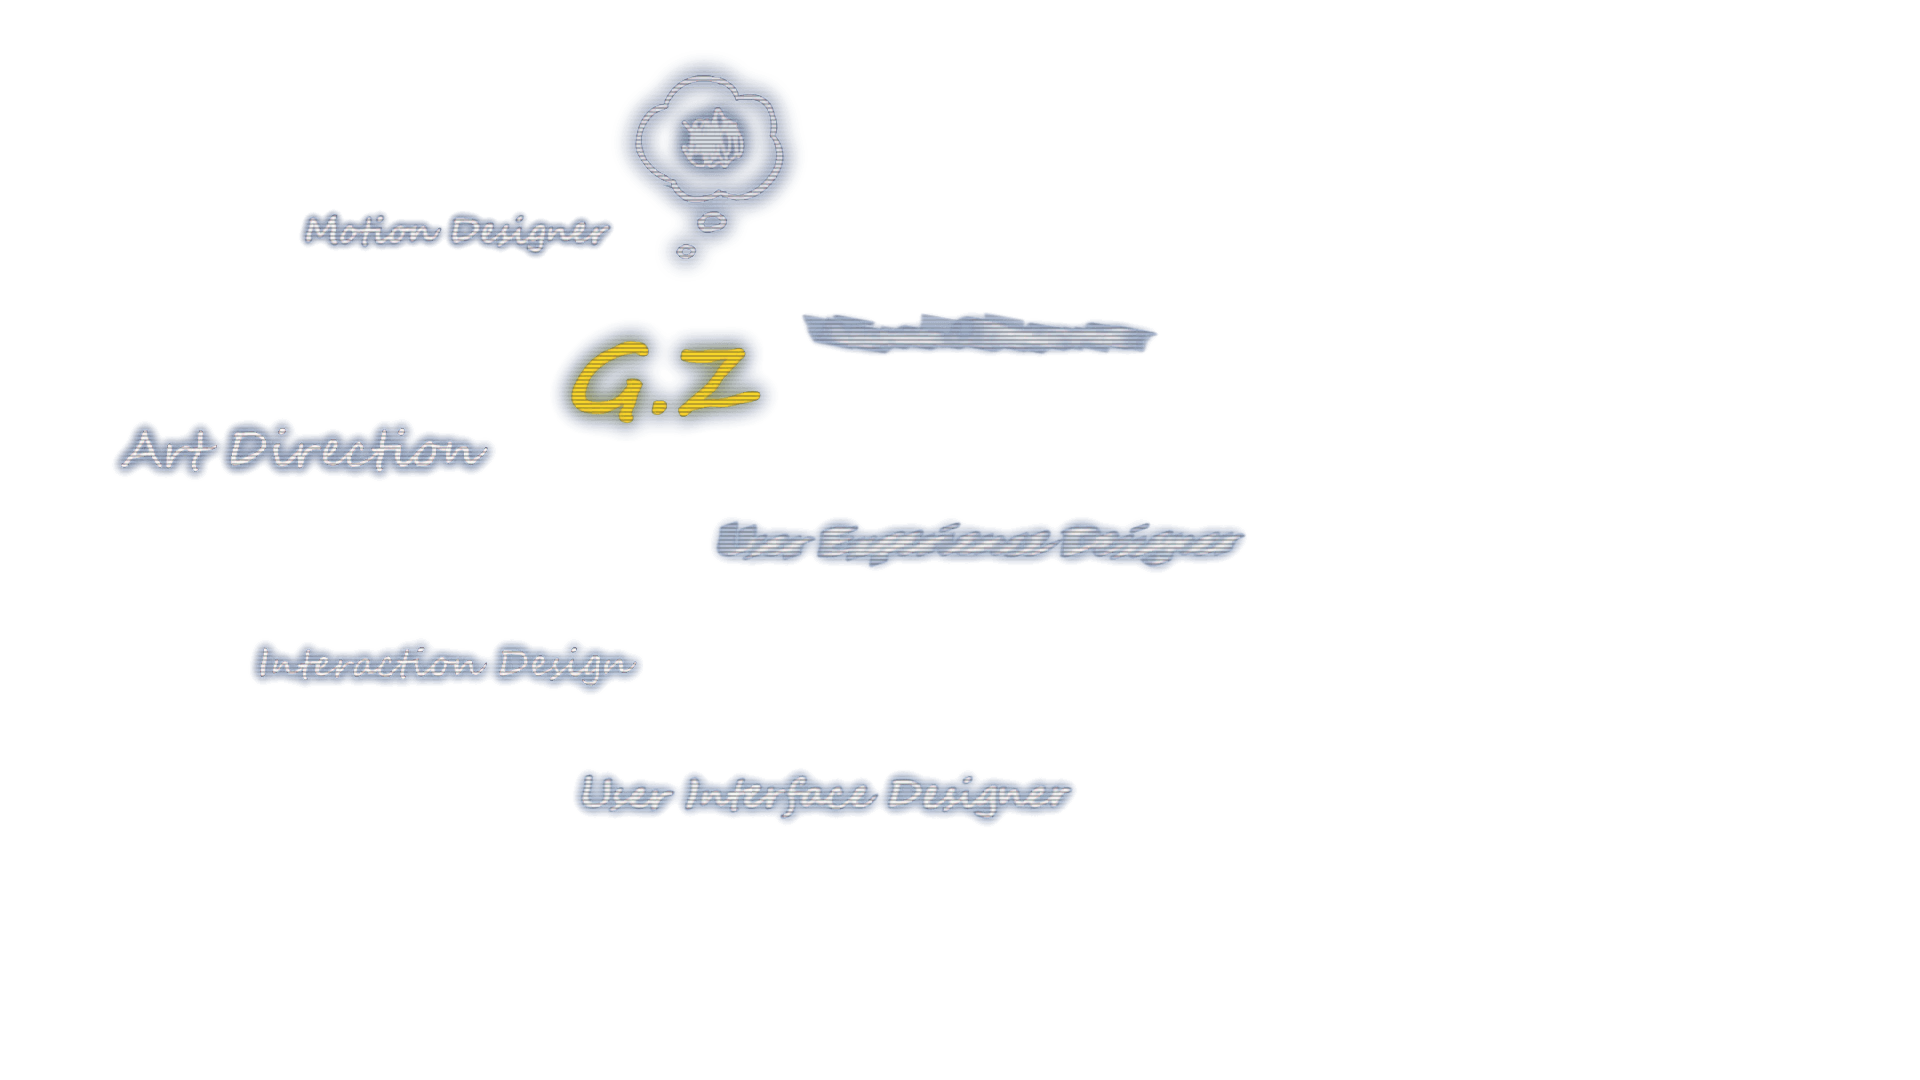 Motion Designer
G.Z
Art Direction
User Experience Designer
Interaction Design
User Interface Designer